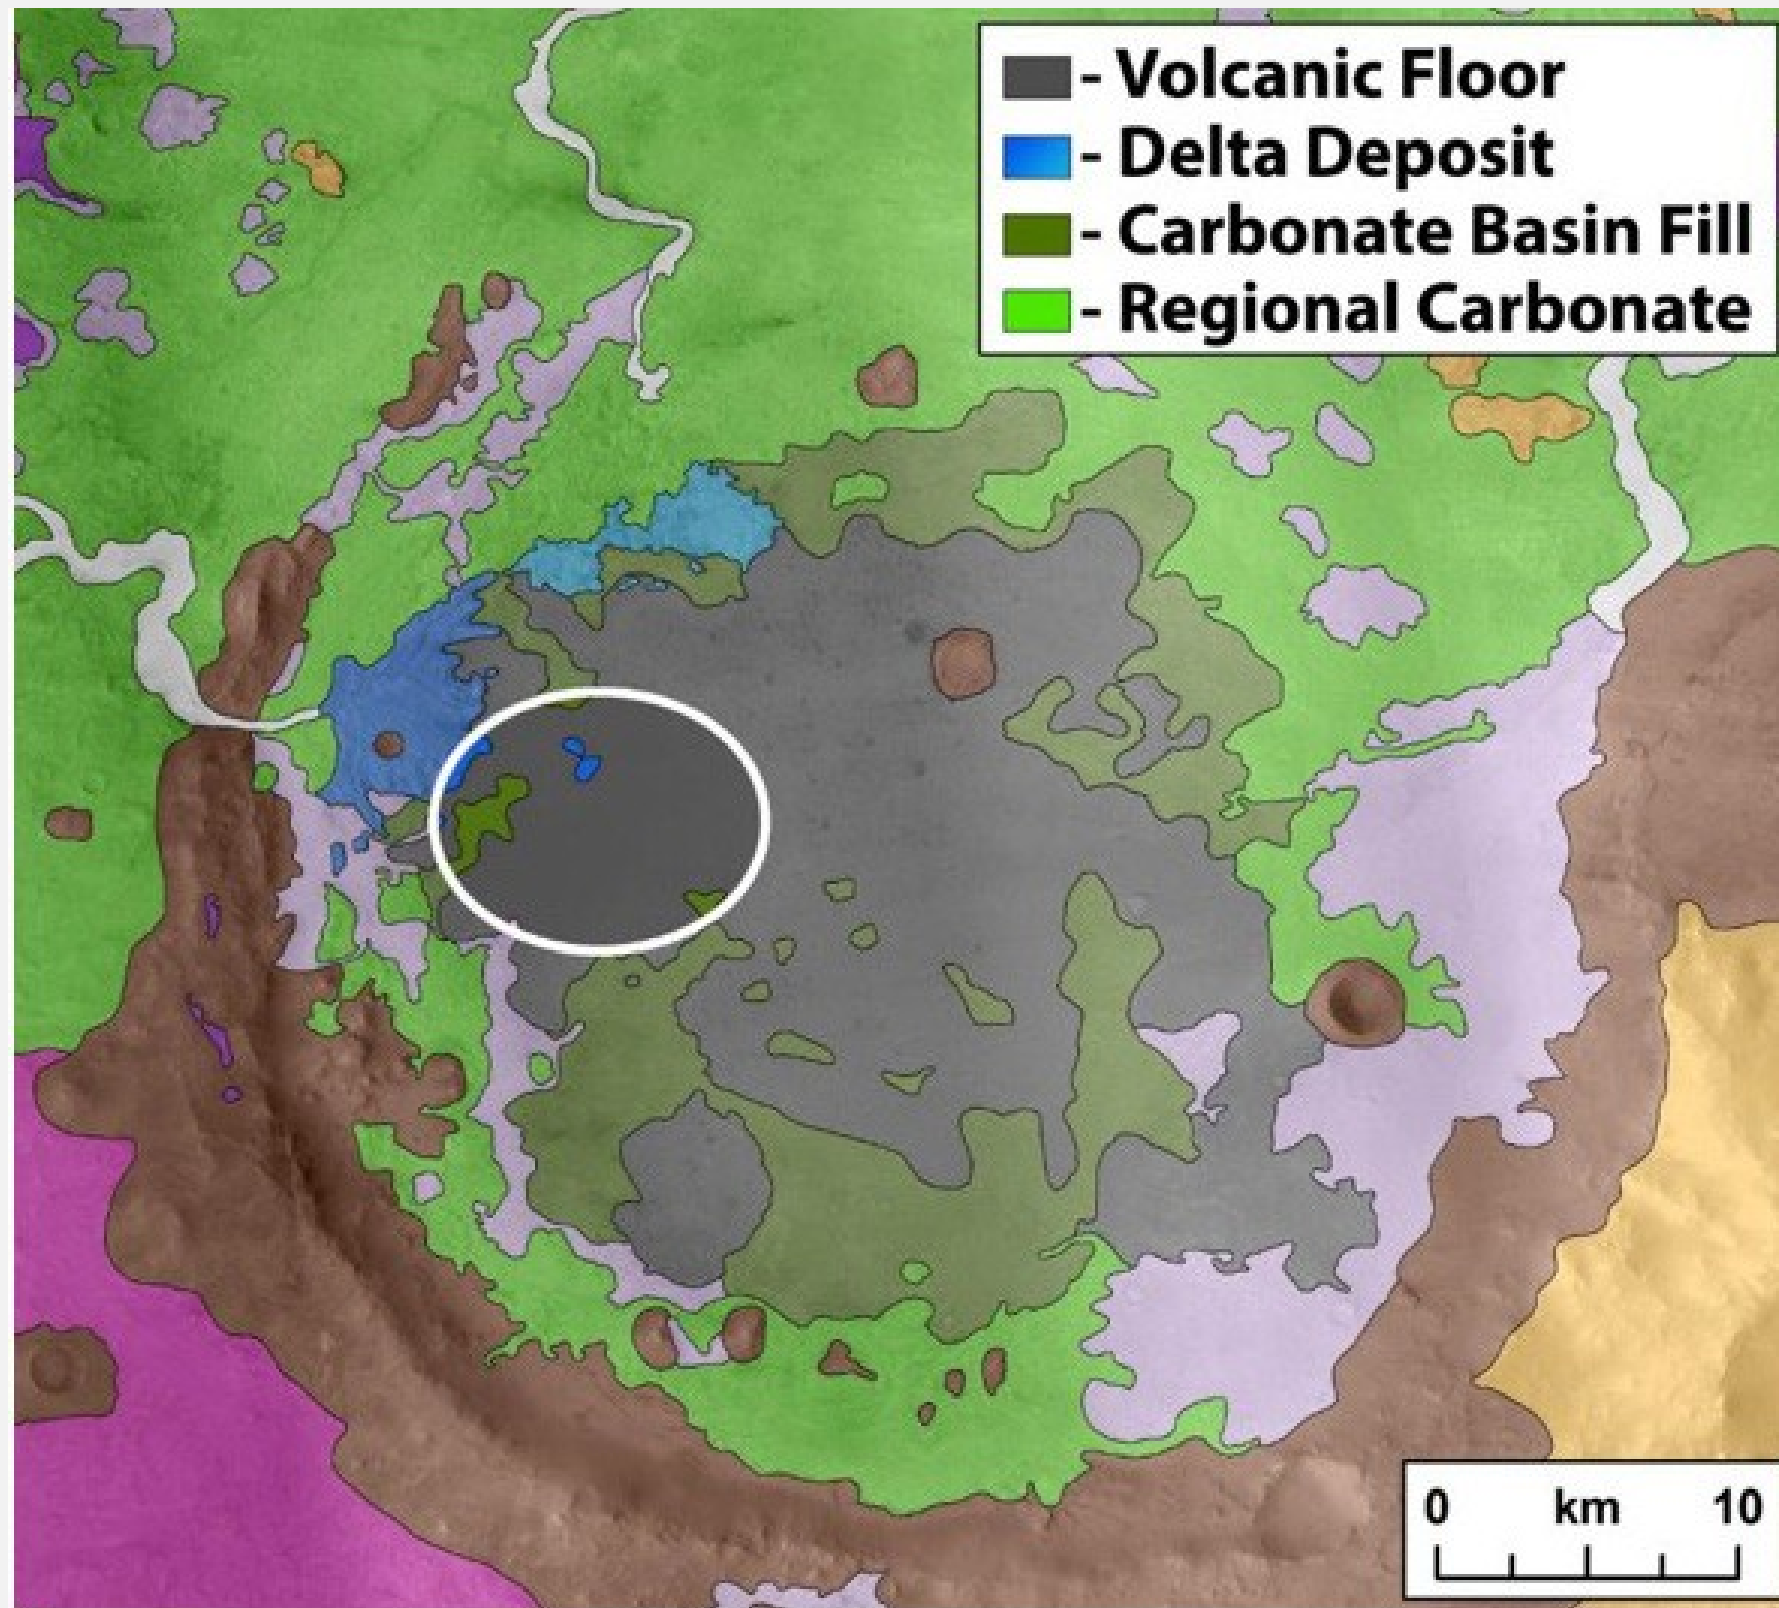 - Volcanic Floor
- Delta Deposit
- Carbonate Basin Fill
- Regional Carbonate
0 km 10